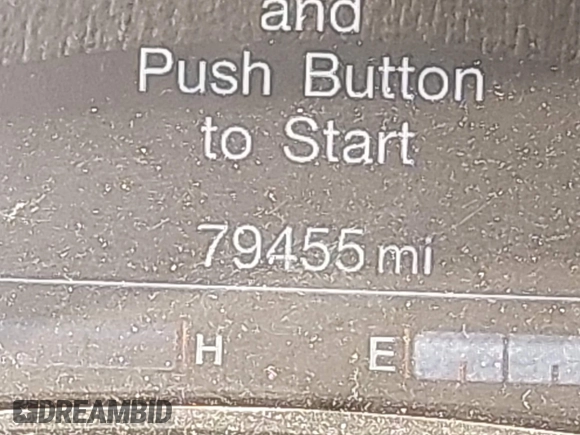 and
Push Button
to Start
79455 mi
H E
DREAMBID